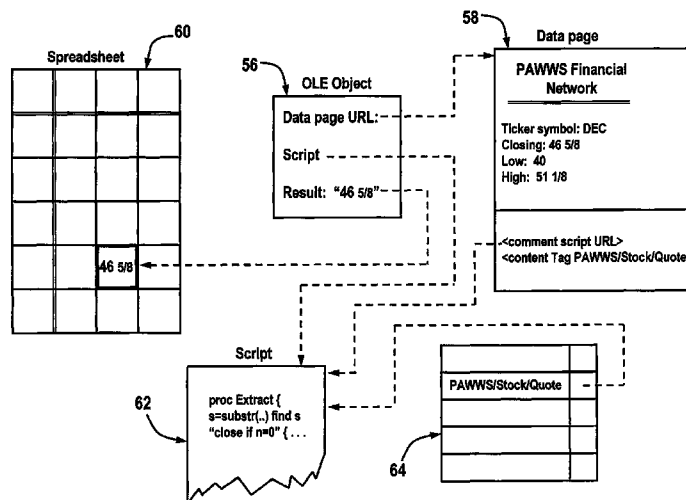 60
Spreadsheet
46 5/8
56
OLE Object
Data page URL:
Script
Result: "46 5/8"
58
Data page
PAWWS Financial
Network
Ticker symbol: DEC
Closing: 46 5/8
Low: 40
High: 51 1/8
<comment script URL>
<content Tag PAWWS/Stock/Quote
Script
62
proc Extract {
s=substr(..) find s
"close if n=0" { . . .
PAWWS/Stock/Quote
64